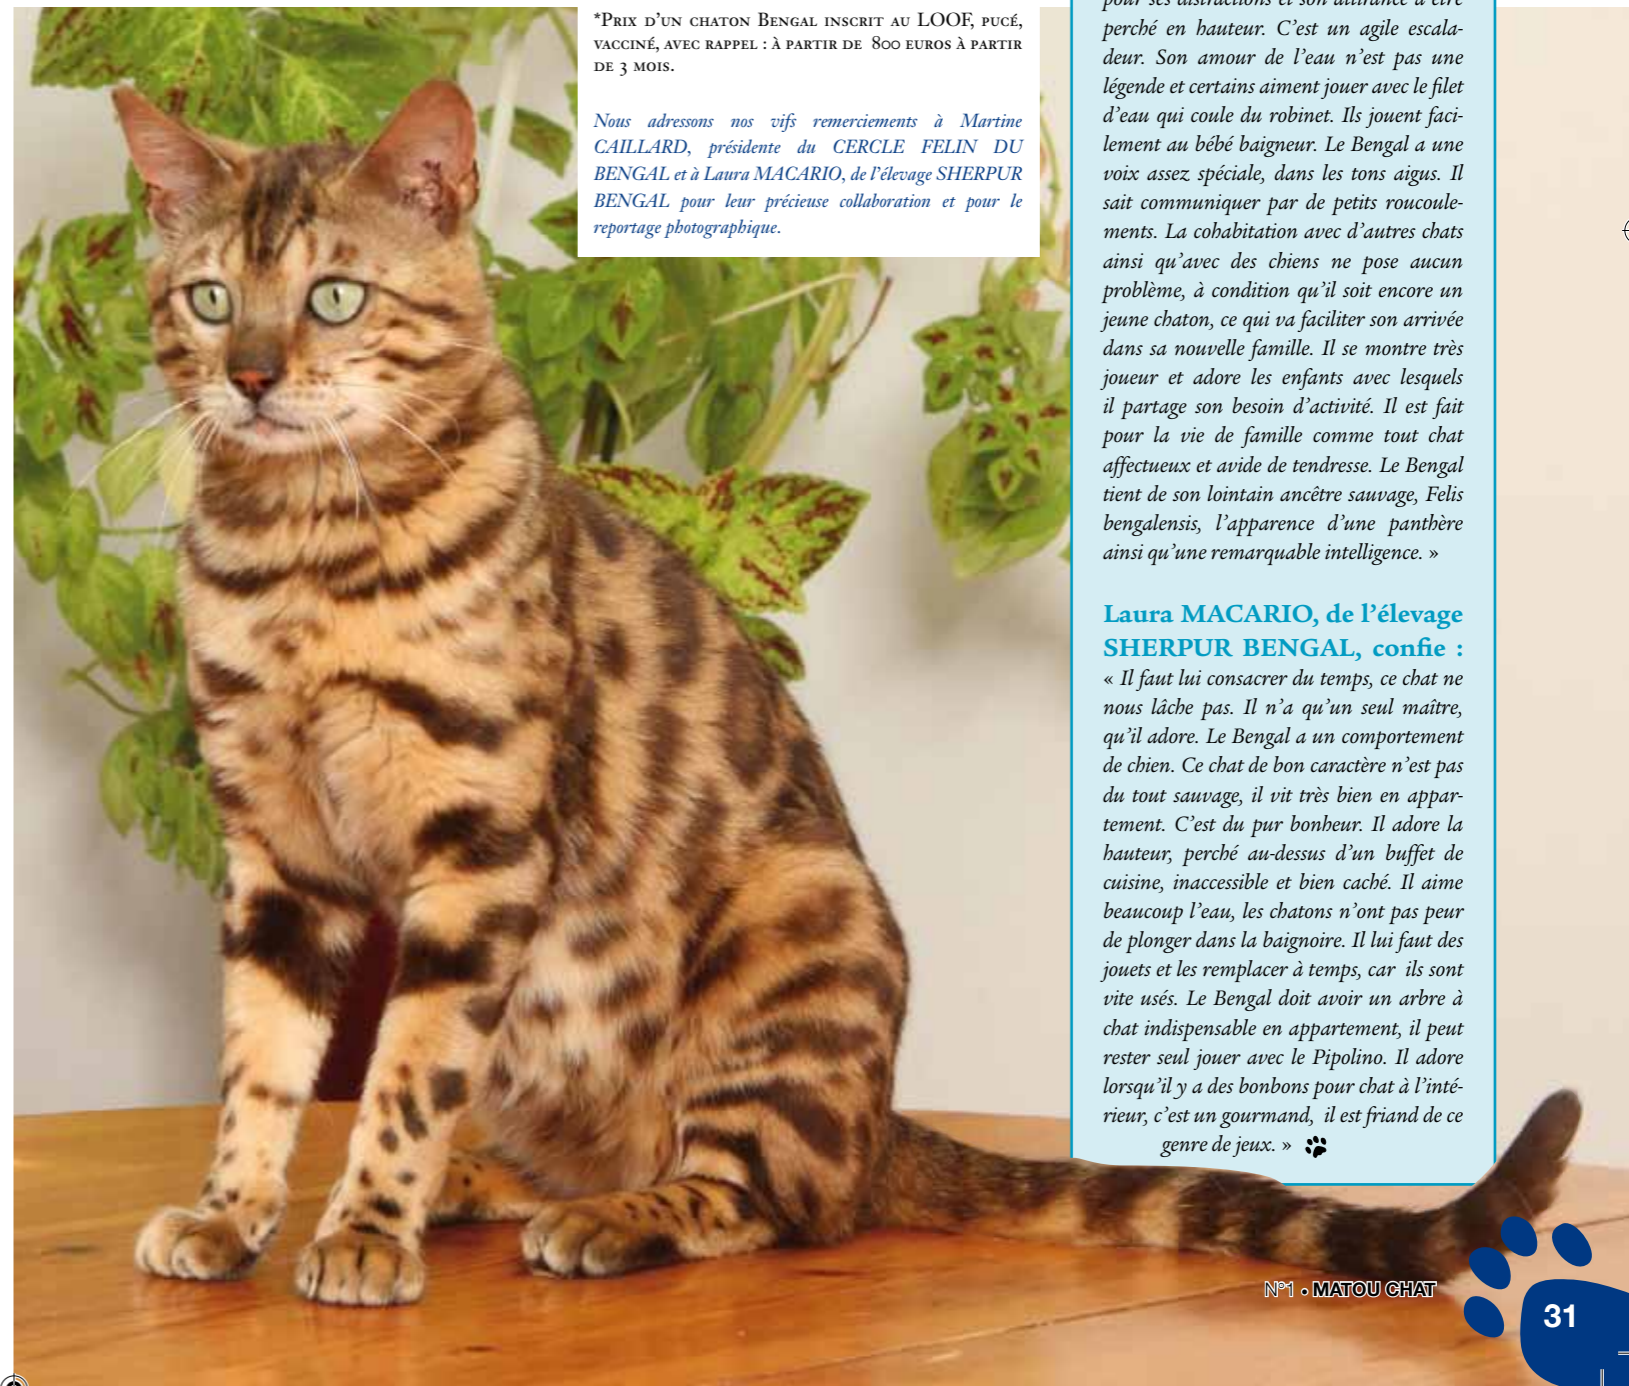 *Prix d'un chaton Bengal inscrit au LOOF, pucé,
vacciné, avec rappel : à partir de 800 euros à partir
de 3 mois.
Nous adressons nos vifs remerciements à Martine
CAILLARD, présidente du CERCLE FELIN DU
BENGAL et à Laura MACARIO, de l'élevage SHERPUR
BENGAL pour leur précieuse collaboration et pour le
reportage photographique.
pour ses distractions et son attirance à être
perché en hauteur. C'est un agile escala-
deur. Son amour de l'eau n'est pas une
légende et certains aiment jouer avec le filet
d'eau qui coule du robinet. Ils jouent faci-
lement au bébé baigneur. Le Bengal a une
voix assez spéciale, dans les tons aigus. Il
sait communiquer par de petits roucoule-
ments. La cohabitation avec d'autres chats
ainsi qu'avec des chiens ne pose aucun
problème, à condition qu'il soit encore un
jeune chaton, ce qui va faciliter son arrivée
dans sa nouvelle famille. Il se montre très
joueur et adore les enfants avec lesquels
il partage son besoin d'activité. Il est fait
pour la vie de famille comme tout chat
affectueux et avide de tendresse. Le Bengal
tient de son lointain ancêtre sauvage, Felis
bengalensis, l'apparence d'une panthère
ainsi qu'une remarquable intelligence. »
Laura MACARIO, de l'élevage
SHERPUR BENGAL, confie :
« Il faut lui consacrer du temps, ce chat ne
nous lâche pas. Il n'a qu'un seul maître,
qu'il adore. Le Bengal a un comportement
de chien. Ce chat de bon caractère n'est pas
du tout sauvage, il vit très bien en appar-
tement. C'est du pur bonheur. Il adore la
hauteur, perché au-dessus d'un buffet de
cuisine, inaccessible et bien caché. Il aime
beaucoup l'eau, les chatons n'ont pas peur
de plonger dans la baignoire. Il lui faut des
jouets et les remplacer à temps, car ils sont
vite usés. Le Bengal doit avoir un arbre à
chat indispensable en appartement, il peut
rester seul jouer avec le Pipolino. Il adore
lorsqu'il y a des bonbons pour chat à l'inté-
rieur, c'est un gourmand, il est friand de ce
genre de jeux. »
N°1 • MATOU CHAT
31